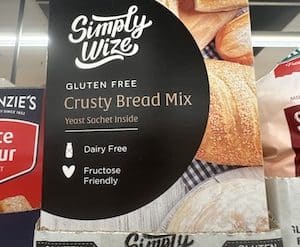 Simply
Wize
GLUTEN FREE
Crusty Bread Mix
Yeast Sachet Inside
Dairy Free
Fructose
Friendly
NZIE'S
Simply